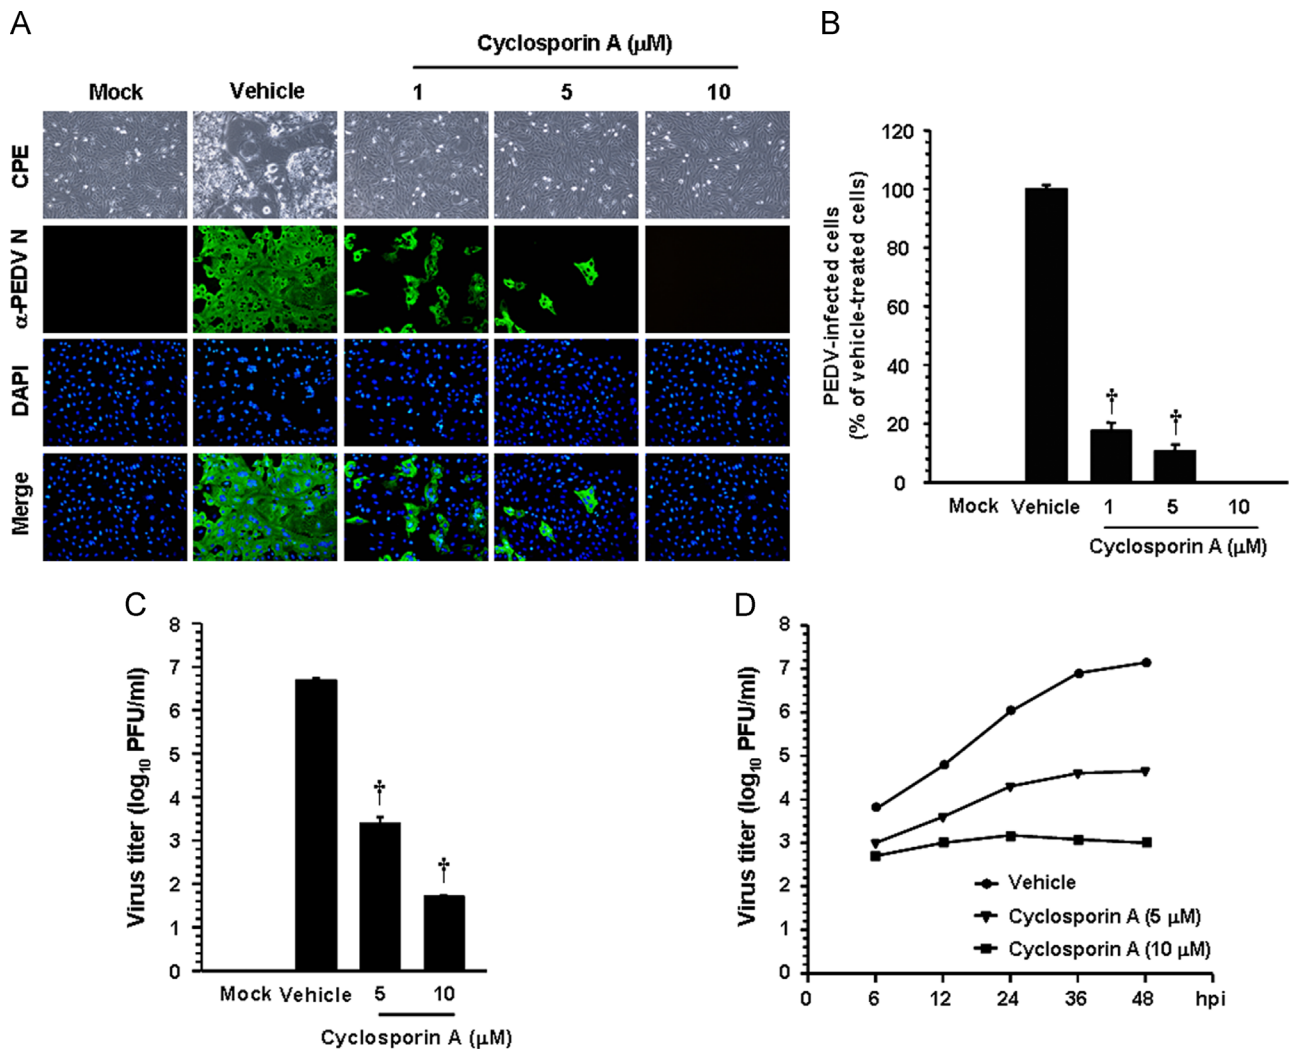 A
Cyclosporin A (µM)
Mock Vehicle 1 5 10
CPE
α-PEDV N
DAPI
Merge
B
PEDV-infected cells
(% of vehicle-treated cells)
120
100
80
60
40
20
0
†
†
Mock Vehicle 1 5 10
Cyclosporin A (µM)
C
Virus titer (log10 PFU/ml)
8
7
6
5
4
3
2
1
0
†
†
Mock Vehicle 5 10
Cyclosporin A (µM)
D
Virus titer (log10 PFU/ml)
8
7
6
5
4
3
2
1
0
Vehicle
Cyclosporin A (5 µM)
Cyclosporin A (10 µM)
0 6 12 24 36 48 hpi